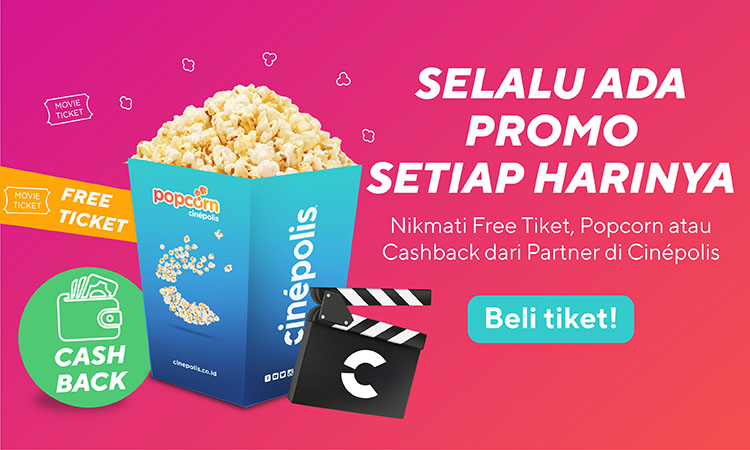 SELALU ADA
PROMO
SETIAP HARINYA
Nikmati Free Tiket, Popcorn atau
Cashback dari Partner di Cinépolis
Beli tiket!
MOVIE
TICKET
MOVIE
TICKET
FREE
TICKET
CASH
BACK
popcorn
cinépolis
cinépolis
cinepolis.co.id
C